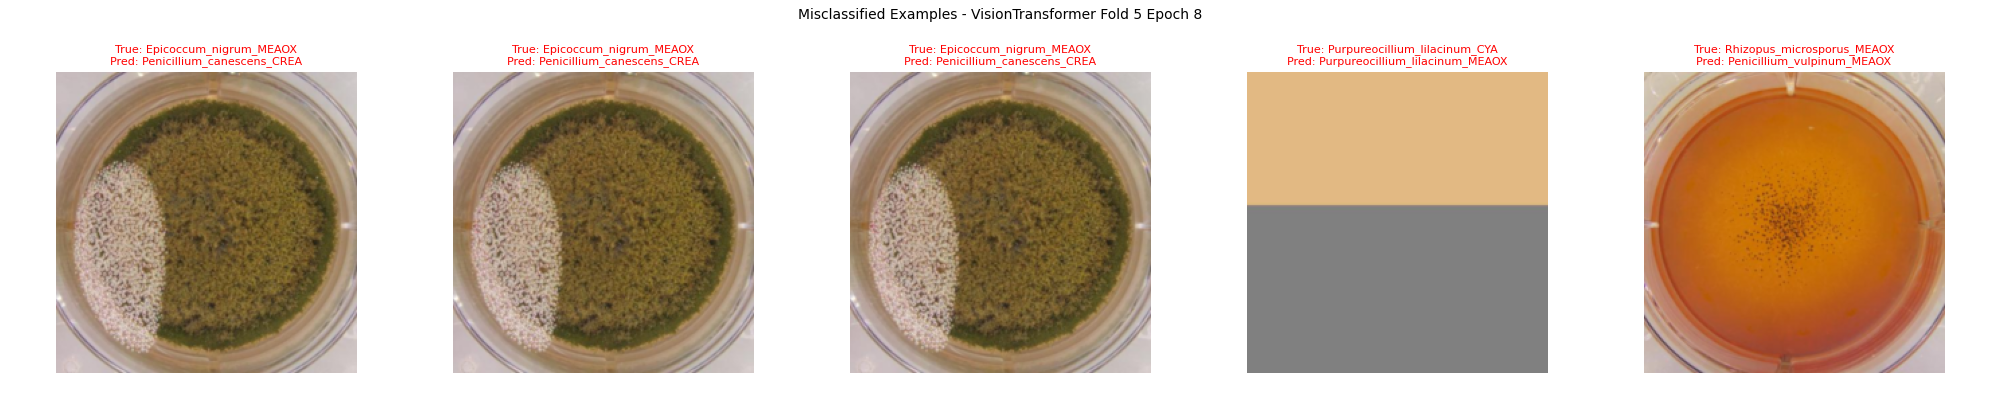 Misclassified Examples - VisionTransformer Fold 5 Epoch 8
True: Epicoccum_nigrum_MEAOX
Pred: Penicillium_canescens_CREA
True: Epicoccum_nigrum_MEAOX
Pred: Penicillium_canescens_CREA
True: Epicoccum_nigrum_MEAOX
Pred: Penicillium_canescens_CREA
True: Purpureocillium_lilacinum_CYA
Pred: Purpureocillium_lilacinum_MEAOX
True: Rhizopus_microsporus_MEAOX
Pred: Penicillium_vulpinum_MEAOX